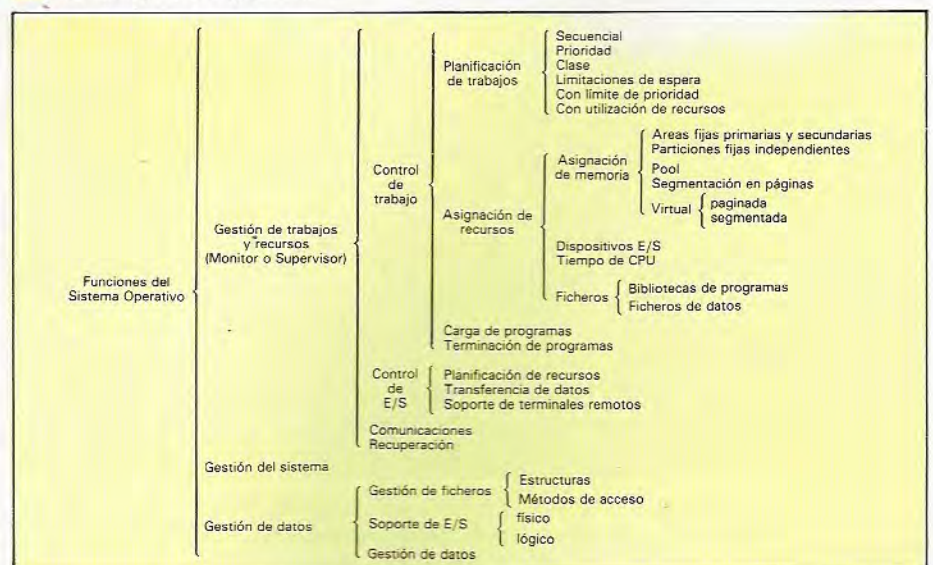 Funciones del
Sistema Operativo
Gestión de trabajos
y recursos
(Monitor o Supervisor)
Control
de
trabajo
Planificación
de trabajos
Secuencial
Prioridad
Clase
Limitaciones de espera
Con límite de prioridad
Con utilización de recursos
Asignación de
recursos
Asignación
de memoria
Areas fijas primarias y secundarias
Particiones fijas independientes
Pool
Segmentación en páginas
Virtual
paginada
segmentada
Dispositivos E/S
Tiempo de CPU
Ficheros
Bibliotecas de programas
Ficheros de datos
Carga de programas
Terminación de programas
Control
de
E/S
Planificación de recursos
Transferencia de datos
Soporte de terminales remotos
Comunicaciones
Recuperación
Gestión del sistema
Gestión de datos
Gestión de ficheros
Estructuras
Métodos de acceso
Soporte de E/S
físico
lógico
Gestión de datos